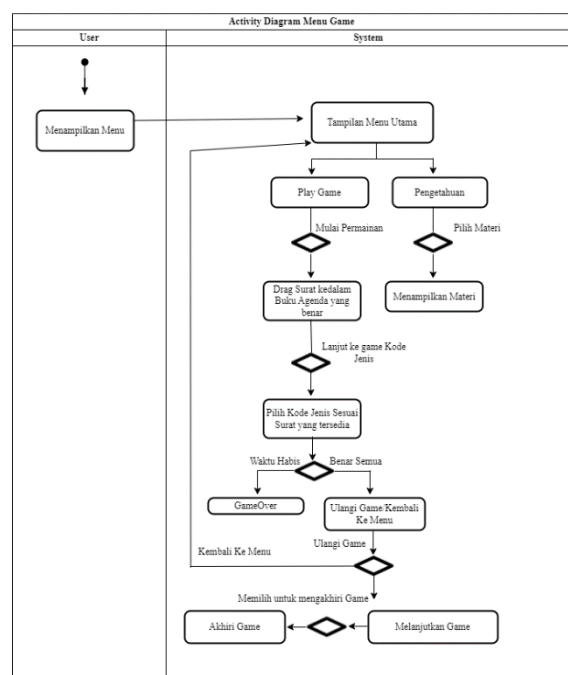 Activity Diagram Menu Game
User
System
Menampilkan Menu
Tampilan Menu Utama
Play Game
Pengetahuan
Mulai Permainan
Pilih Materi
Drag Surat kedalam
Buku Agenda yang
benar
Menampilkan Materi
Lanjut ke game Kode
Jenis
Pilih Kode Jenis Sesuai
Surat yang tersedia
Waktu Habis
Benar Semua
GameOver
Ulangi Game/Kembali
Ke Menu
Ulangi Game
Kembali Ke Menu
Memilih untuk mengakhiri Game
Akhiri Game
Melanjutkan Game